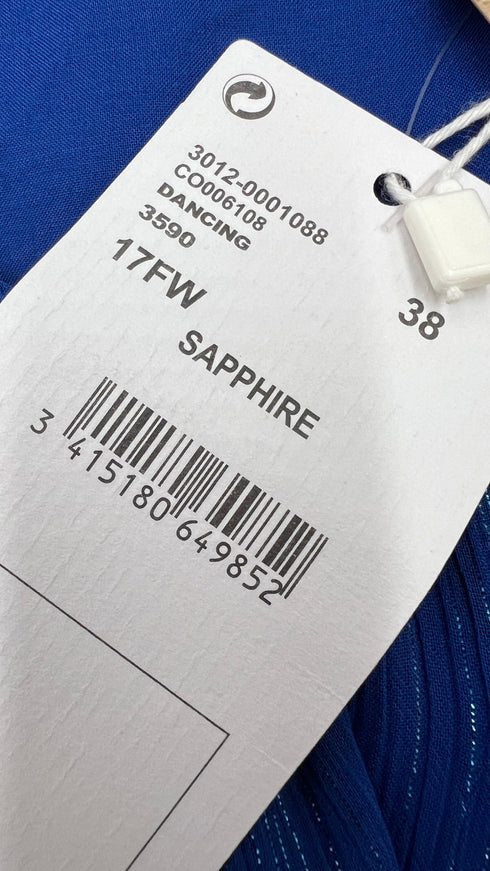 3012-0001088
CO006108
DANCING
3590
17FW
38
SAPPHIRE
3 415180 649852